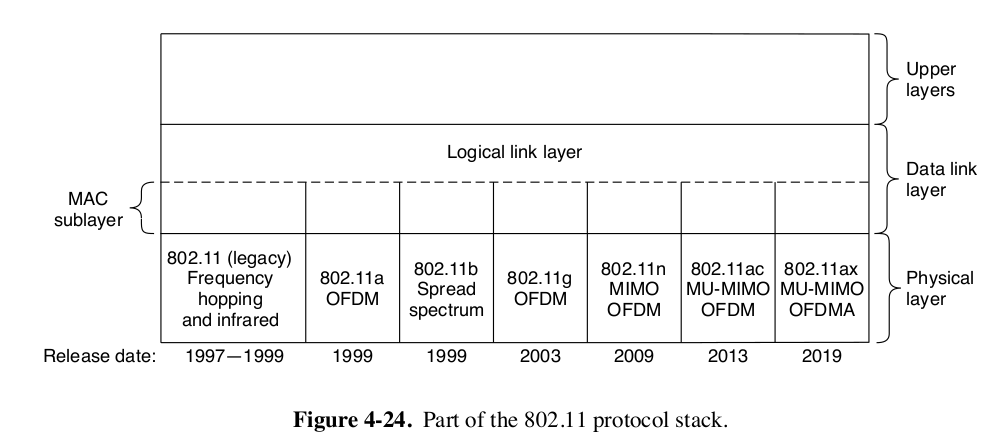 Upper
layers
Logical link layer
Data link
layer
MAC
sublayer
802.11 (legacy)
Frequency
hopping
and infrared
802.11a
OFDM
802.11b
Spread
spectrum
802.11g
OFDM
802.11n
MIMO
OFDM
802.11ac
MU-MIMO
OFDM
802.11ax
MU-MIMO
OFDMA
Physical
layer
Release date: 1997—1999 1999 1999 2003 2009 2013 2019
Figure 4-24. Part of the 802.11 protocol stack.